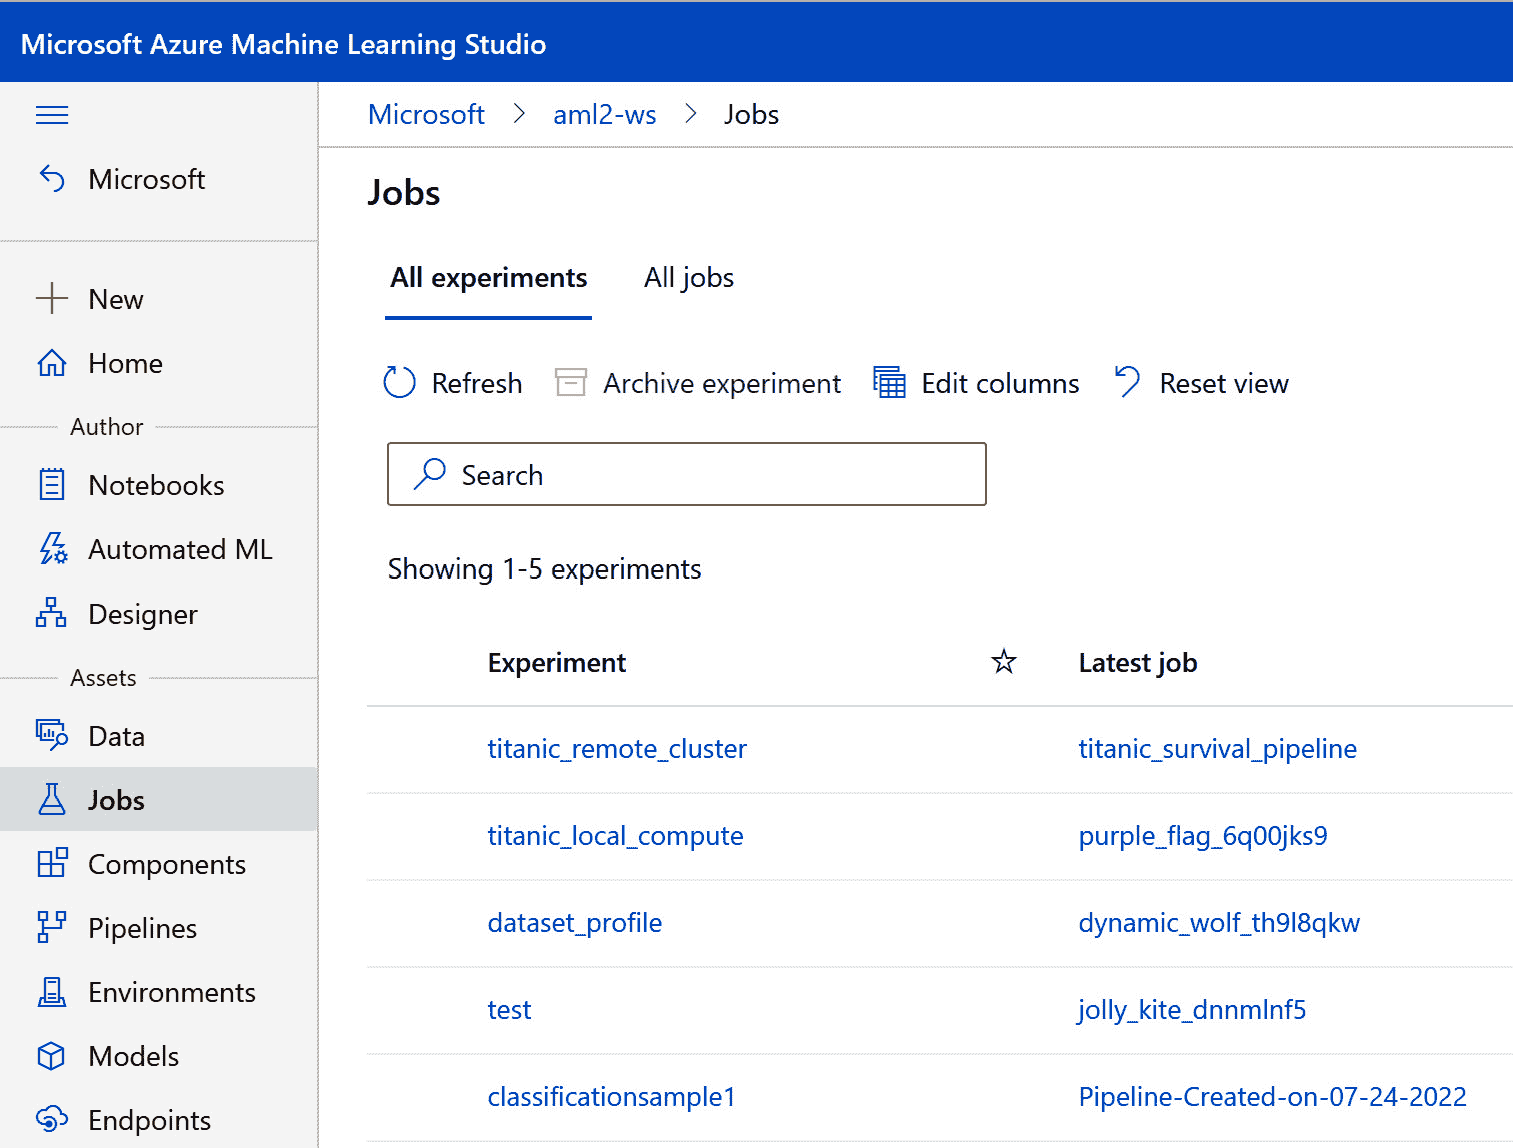 Microsoft Azure Machine Learning Studio
Microsoft > aml2-ws > Jobs
Microsoft
New
Home
Author
Notebooks
Automated ML
Designer
Assets
Data
Jobs
Components
Pipelines
Environments
Models
Endpoints
Jobs
All experiments All jobs
Refresh Archive experiment Edit columns Reset view
Search
Showing 1-5 experiments
Experiment Latest job
titanic_remote_cluster titanic_survival_pipeline
titanic_local_compute purple_flag_6q00jks9
dataset_profile dynamic_wolf_th9l8qkw
test jolly_kite_dnnmlnf5
classificationsample1 Pipeline-Created-on-07-24-2022